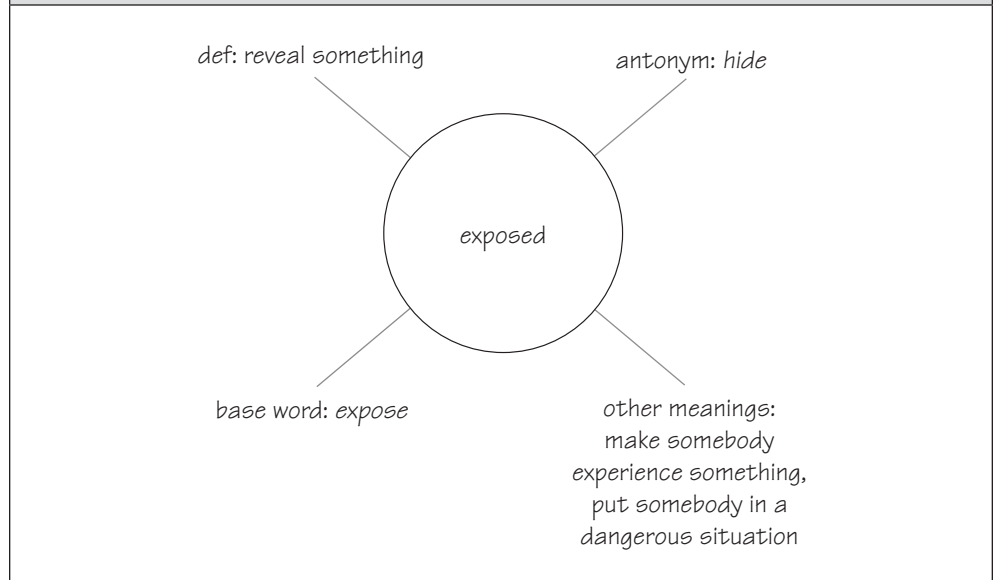 def: reveal something
antonym: hide
exposed
base word: expose
other meanings:
make somebody
experience something,
put somebody in a
dangerous situation